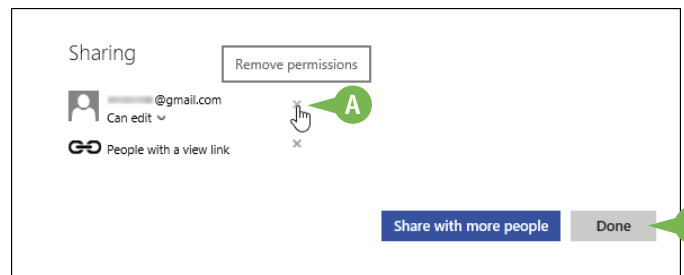 Sharing
Remove permissions
@gmail.com
A
Can edit
People with a view link
Share with more people
Done